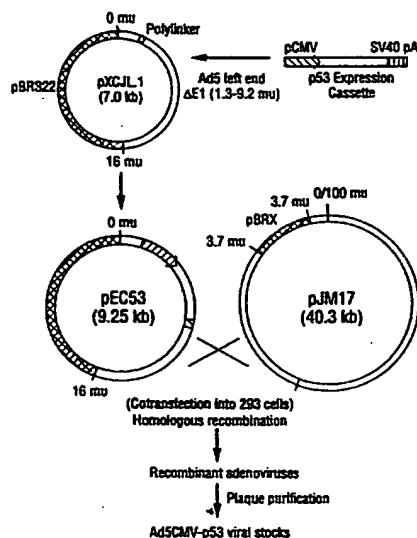 0 mu
Polylinker
pCMV
SV40 pA
pBR322
pXCJL.1
(7.0 kb)
Ad5 left end
ΔE1 (1.3-9.2 mu)
p53 Expression
Cassette
16 mu
0 mu
0/100 mu
3.7 mu
pBRX
3.7 mu
pEC53
(9.25 kb)
pJM17
(40.3 kb)
16 mu
(Cotransfection into 293 cells)
Homologous recombination
Recombinant adenoviruses
Plaque purification
Ad5CMV-p53 viral stocks